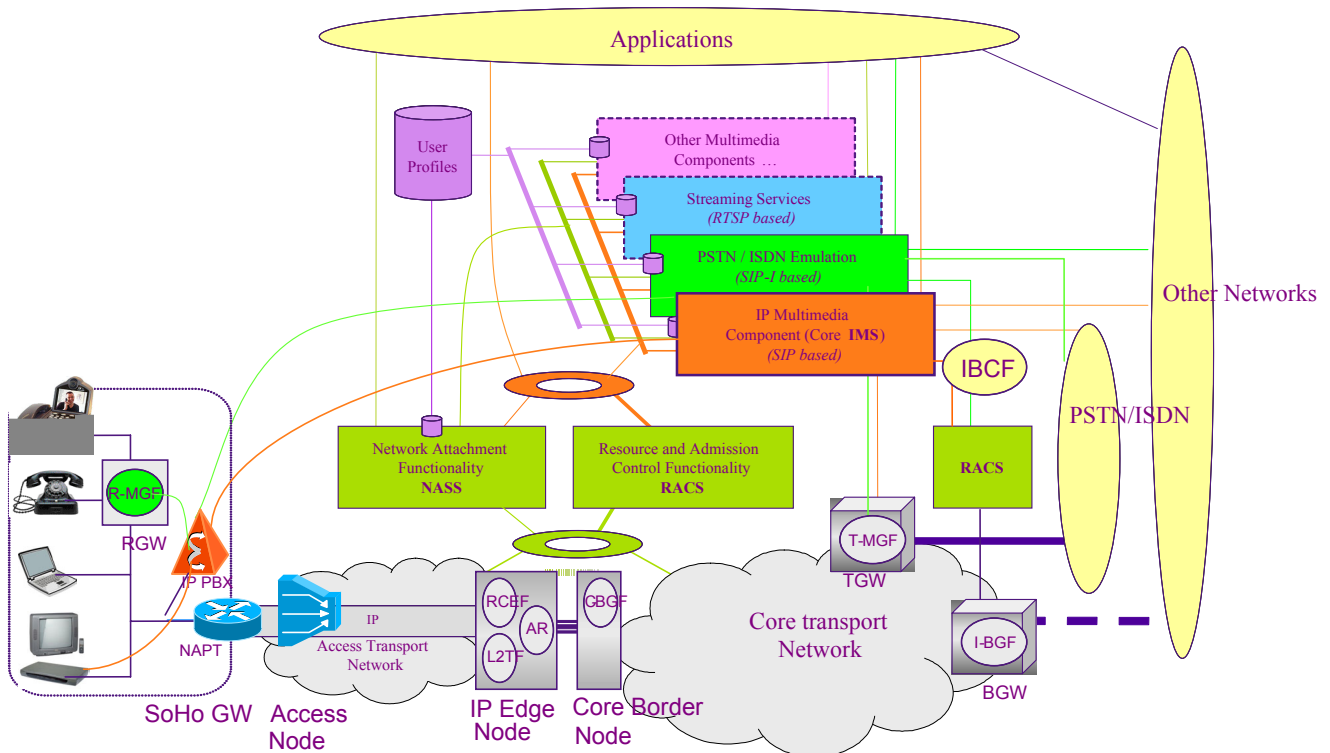 Applications
User
Profiles
Other Multimedia
Components ...
Streaming Services
(RTSP based)
PSTN / ISDN Emulation
(SIP-I based)
IP Multimedia
Component (Core IMS)
(SIP based)
Other Networks
IBCF
PSTN/ISDN
Network Attachment
Functionality
NASS
Resource and Admission
Control Functionality
RACS
RACS
R-MGF
RGW
IP PBX
NAPT
IP
Access Transport
Network
RCEF
AR
L2TF
CBGF
T-MGF
TGW
Core transport
Network
I-BGF
BGW
SoHo GW
Access
Node
IP Edge
Node
Core Border
Node